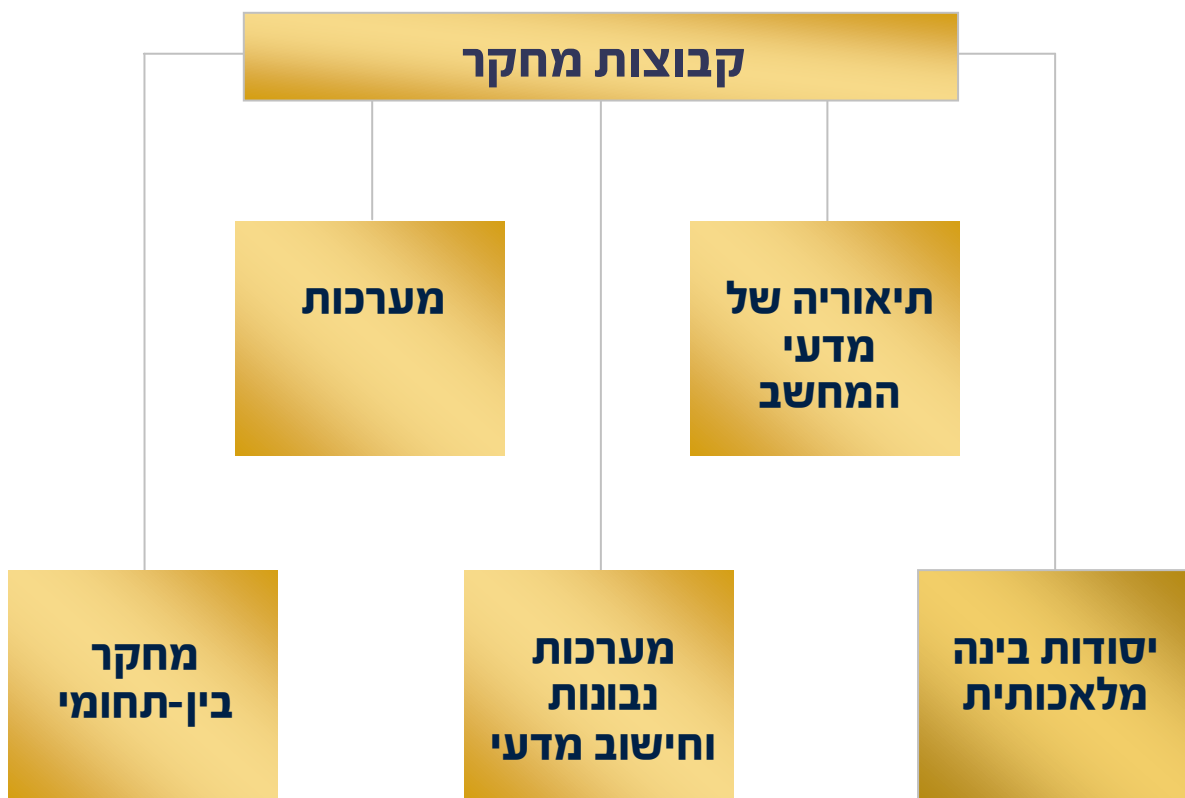 קבוצות מחקר
תיאוריה של
מדעי
המחשב
מערכות
יסודות בינה
מלאכותית
מערכות
נבונות
וחישוב מדעי
מחקר
בין-תחומי